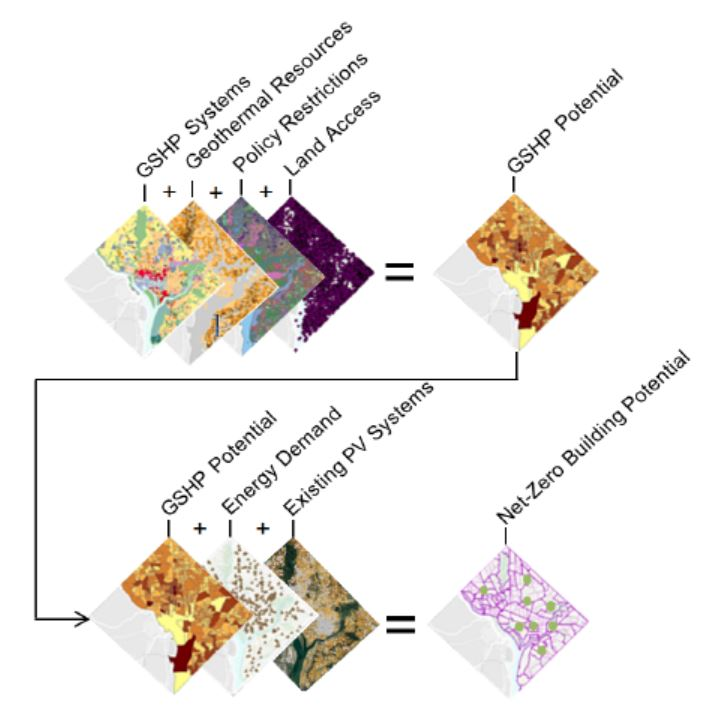 GSHP Systems
Geothermal Resources
Policy Restrictions
Land Access
+ + +
=
GSHP Potential
GSHP Potential
Energy Demand
Existing PV Systems
+ +
=
Net-Zero Building Potential